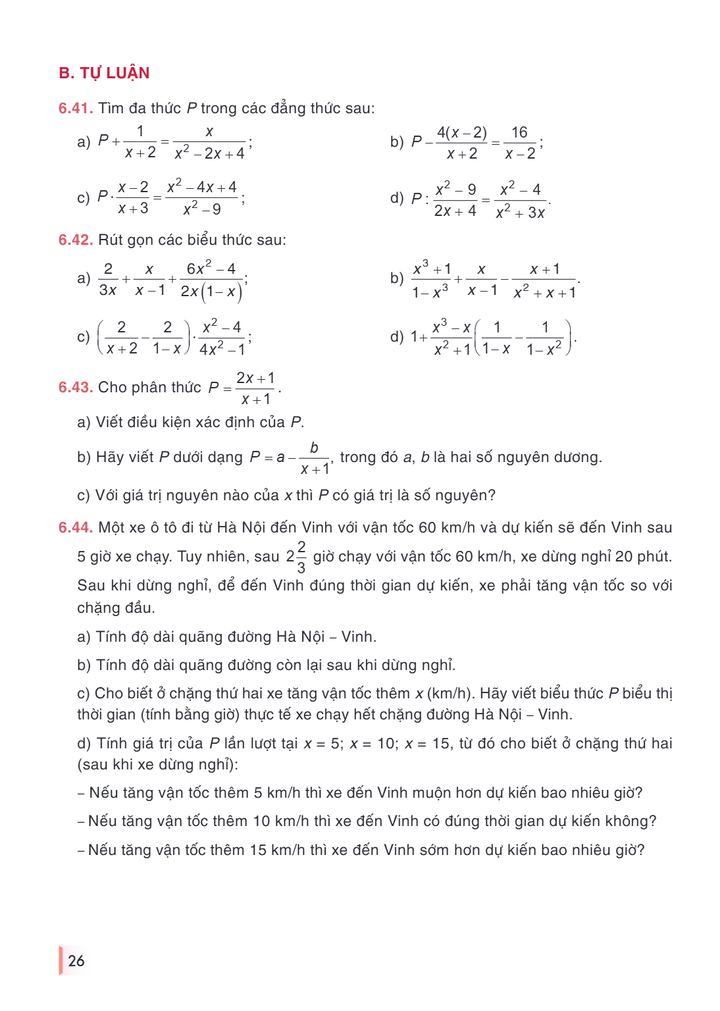 B. TỰ LUẬN
6.41. Tìm đa thức P trong các đẳng thức sau:
a) P + 1/(x + 2) = x/(x² − 2x + 4);
b) P − 4(x − 2)/(x + 2) = 16/(x − 2);
c) P · (x − 2)/(x + 3) = (x² − 4x + 4)/(x² − 9);
d) P : (x² − 9)/(2x + 4) = (x² − 4)/(x² + 3x).
6.42. Rút gọn các biểu thức sau:
a) 2/(3x) + x/(x − 1) + (6x² − 4)/(2x(1 − x));
b) (x³ + 1)/(1 − x³) + x/(x − 1) − (x + 1)/(x² + x + 1).
c) (2/(x + 2) − 2/(1 − x)) · (x² − 4)/(4x² − 1);
d) 1 + (x³ − x)/(x² + 1) (1/(1 − x) − 1/(1 − x²)).
6.43. Cho phân thức P = (2x + 1)/(x + 1).
a) Viết điều kiện xác định của P.
b) Hãy viết P dưới dạng P = a − b/(x + 1), trong đó a, b là hai số nguyên dương.
c) Với giá trị nguyên nào của x thì P có giá trị là số nguyên?
6.44. Một xe ô tô đi từ Hà Nội đến Vinh với vận tốc 60 km/h và dự kiến sẽ đến Vinh sau
5 giờ xe chạy. Tuy nhiên, sau 2 2/3 giờ chạy với vận tốc 60 km/h, xe dừng nghỉ 20 phút.
Sau khi dừng nghỉ, để đến Vinh đúng thời gian dự kiến, xe phải tăng vận tốc so với
chặng đầu.
a) Tính độ dài quãng đường Hà Nội – Vinh.
b) Tính độ dài quãng đường còn lại sau khi dừng nghỉ.
c) Cho biết ở chặng thứ hai xe tăng vận tốc thêm x (km/h). Hãy viết biểu thức P biểu thị
thời gian (tính bằng giờ) thực tế xe chạy hết chặng đường Hà Nội – Vinh.
d) Tính giá trị của P lần lượt tại x = 5; x = 10; x = 15, từ đó cho biết ở chặng thứ hai
(sau khi xe dừng nghỉ):
– Nếu tăng vận tốc thêm 5 km/h thì xe đến Vinh muộn hơn dự kiến bao nhiêu giờ?
– Nếu tăng vận tốc thêm 10 km/h thì xe đến Vinh có đúng thời gian dự kiến không?
– Nếu tăng vận tốc thêm 15 km/h thì xe đến Vinh sớm hơn dự kiến bao nhiêu giờ?
26